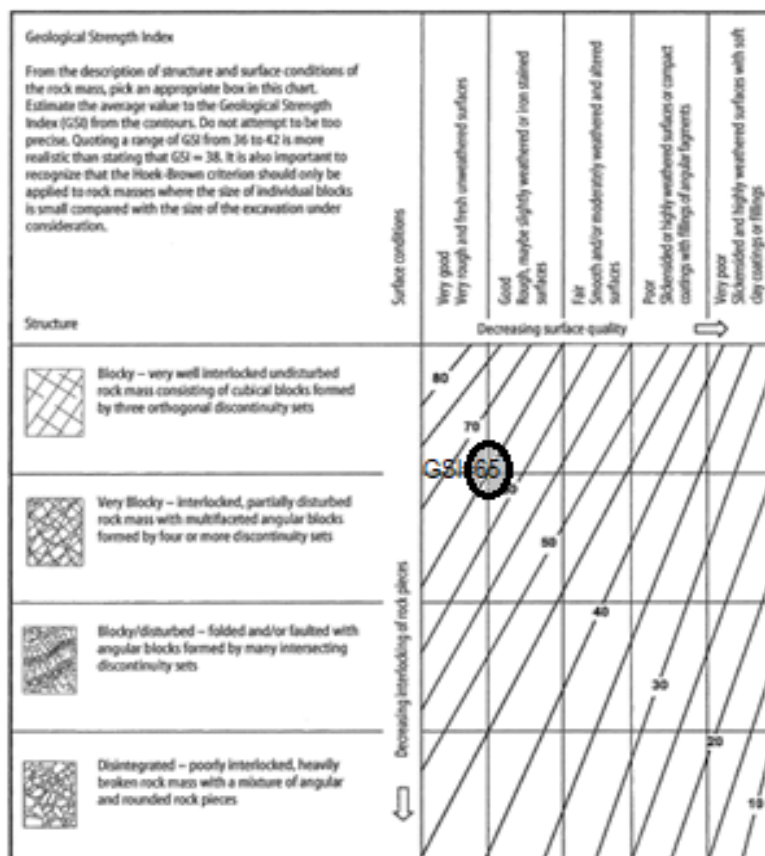 Geological Strength Index
From the description of structure and surface conditions of
the rock mass, pick an appropriate box in this chart.
Estimate the average value to the Geological Strength
Index (GSI) from the contours. Do not attempt to be too
precise. Quoting a range of GSI from 36 to 42 is more
realistic than stating that GSI = 38. It is also important to
recognize that the Hoek-Brown criterion should only be
applied to rock masses where the size of individual blocks
is small compared with the size of the excavation under
consideration.
Structure
Surface conditions
Very good
Very rough and fresh unweathered surfaces
Good
Rough, maybe slightly weathered or iron stained
surfaces
Fair
Smooth and/or moderately weathered and altered
surfaces
Poor
Slickensided or highly weathered surfaces or compact
coatings with fillings of angular fragments
Very poor
Slickensided and highly weathered surfaces with soft
clay coatings or fillings
Decreasing surface quality
Blocky – very well interlocked undisturbed
rock mass consisting of cubical blocks formed
by three orthogonal discontinuity sets
80
70
GSI=65
Very Blocky – interlocked, partially disturbed
rock mass with multifaceted angular blocks
formed by four or more discontinuity sets
50
Decreasing interlocking of rock pieces
Blocky/disturbed – folded and/or faulted with
angular blocks formed by many intersecting
discontinuity sets
40
30
Disintegrated – poorly interlocked, heavily
broken rock mass with a mixture of angular
and rounded rock pieces
20
10